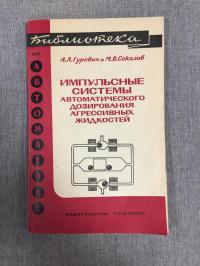 Библиотека
ПО
АВТОМАТИКЕ
А.Л.Гуревич и М.В.Соколов
ИМПУЛЬСНЫЕ
СИСТЕМЫ
АВТОМАТИЧЕСКОГО
ДОЗИРОВАНИЯ
АГРЕССИВНЫХ
ЖИДКОСТЕЙ
ИЗДАТЕЛЬСТВО "ЭНЕРГИЯ"